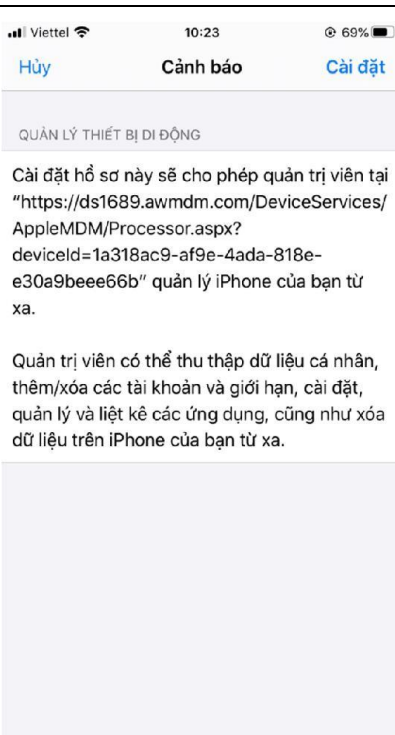 Viettel 10:23 69%
Hủy Cảnh báo Cài đặt
QUẢN LÝ THIẾT BỊ DI ĐỘNG
Cài đặt hồ sơ này sẽ cho phép quản trị viên tại
“https://ds1689.awmdm.com/DeviceServices/
AppleMDM/Processor.aspx?
deviceId=1a318ac9-af9e-4ada-818e-
e30a9beee66b” quản lý iPhone của bạn từ
xa.
Quản trị viên có thể thu thập dữ liệu cá nhân,
thêm/xóa các tài khoản và giới hạn, cài đặt,
quản lý và liệt kê các ứng dụng, cũng như xóa
dữ liệu trên iPhone của bạn từ xa.